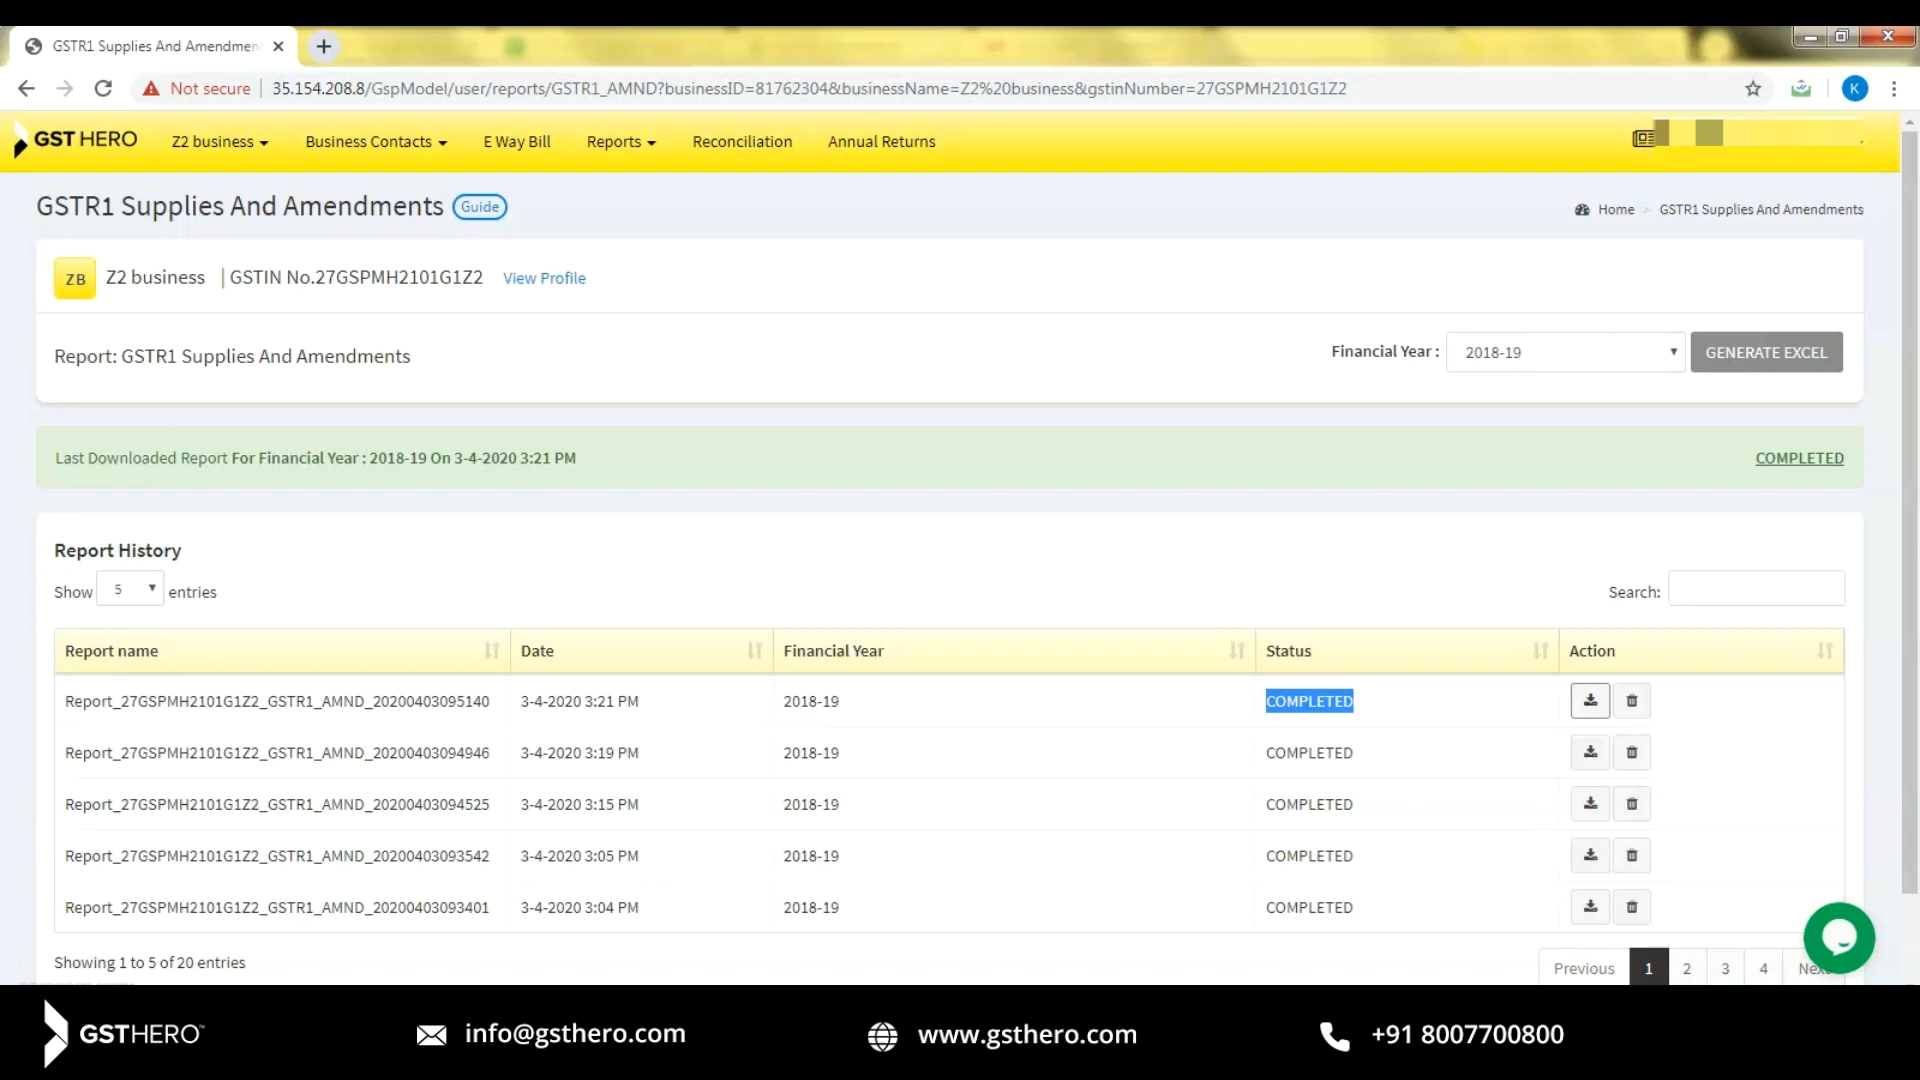 GSTR1 Supplies And Amendmen
Not secure 35.154.208.8/GspModel/user/reports/GSTR1_AMND?businessID=81762304&businessName=Z2%20business&gstinNumber=27GSPMH2101G1Z2
K
GST HERO Z2 business Business Contacts E Way Bill Reports Reconciliation Annual Returns
GSTR1 Supplies And Amendments Guide
Home > GSTR1 Supplies And Amendments
ZB Z2 business | GSTIN No.27GSPMH2101G1Z2 View Profile
Report: GSTR1 Supplies And Amendments
Financial Year : 2018-19 GENERATE EXCEL
Last Downloaded Report For Financial Year : 2018-19 On 3-4-2020 3:21 PM COMPLETED
Report History
Show 5 entries
Search:
Report name Date Financial Year Status Action
Report_27GSPMH2101G1Z2_GSTR1_AMND_20200403095140 3-4-2020 3:21 PM 2018-19 COMPLETED
Report_27GSPMH2101G1Z2_GSTR1_AMND_20200403094946 3-4-2020 3:19 PM 2018-19 COMPLETED
Report_27GSPMH2101G1Z2_GSTR1_AMND_20200403094525 3-4-2020 3:15 PM 2018-19 COMPLETED
Report_27GSPMH2101G1Z2_GSTR1_AMND_20200403093542 3-4-2020 3:05 PM 2018-19 COMPLETED
Report_27GSPMH2101G1Z2_GSTR1_AMND_20200403093401 3-4-2020 3:04 PM 2018-19 COMPLETED
Showing 1 to 5 of 20 entries
Previous 1 2 3 4 Next
GSTHERO™ info@gsthero.com www.gsthero.com +91 8007700800